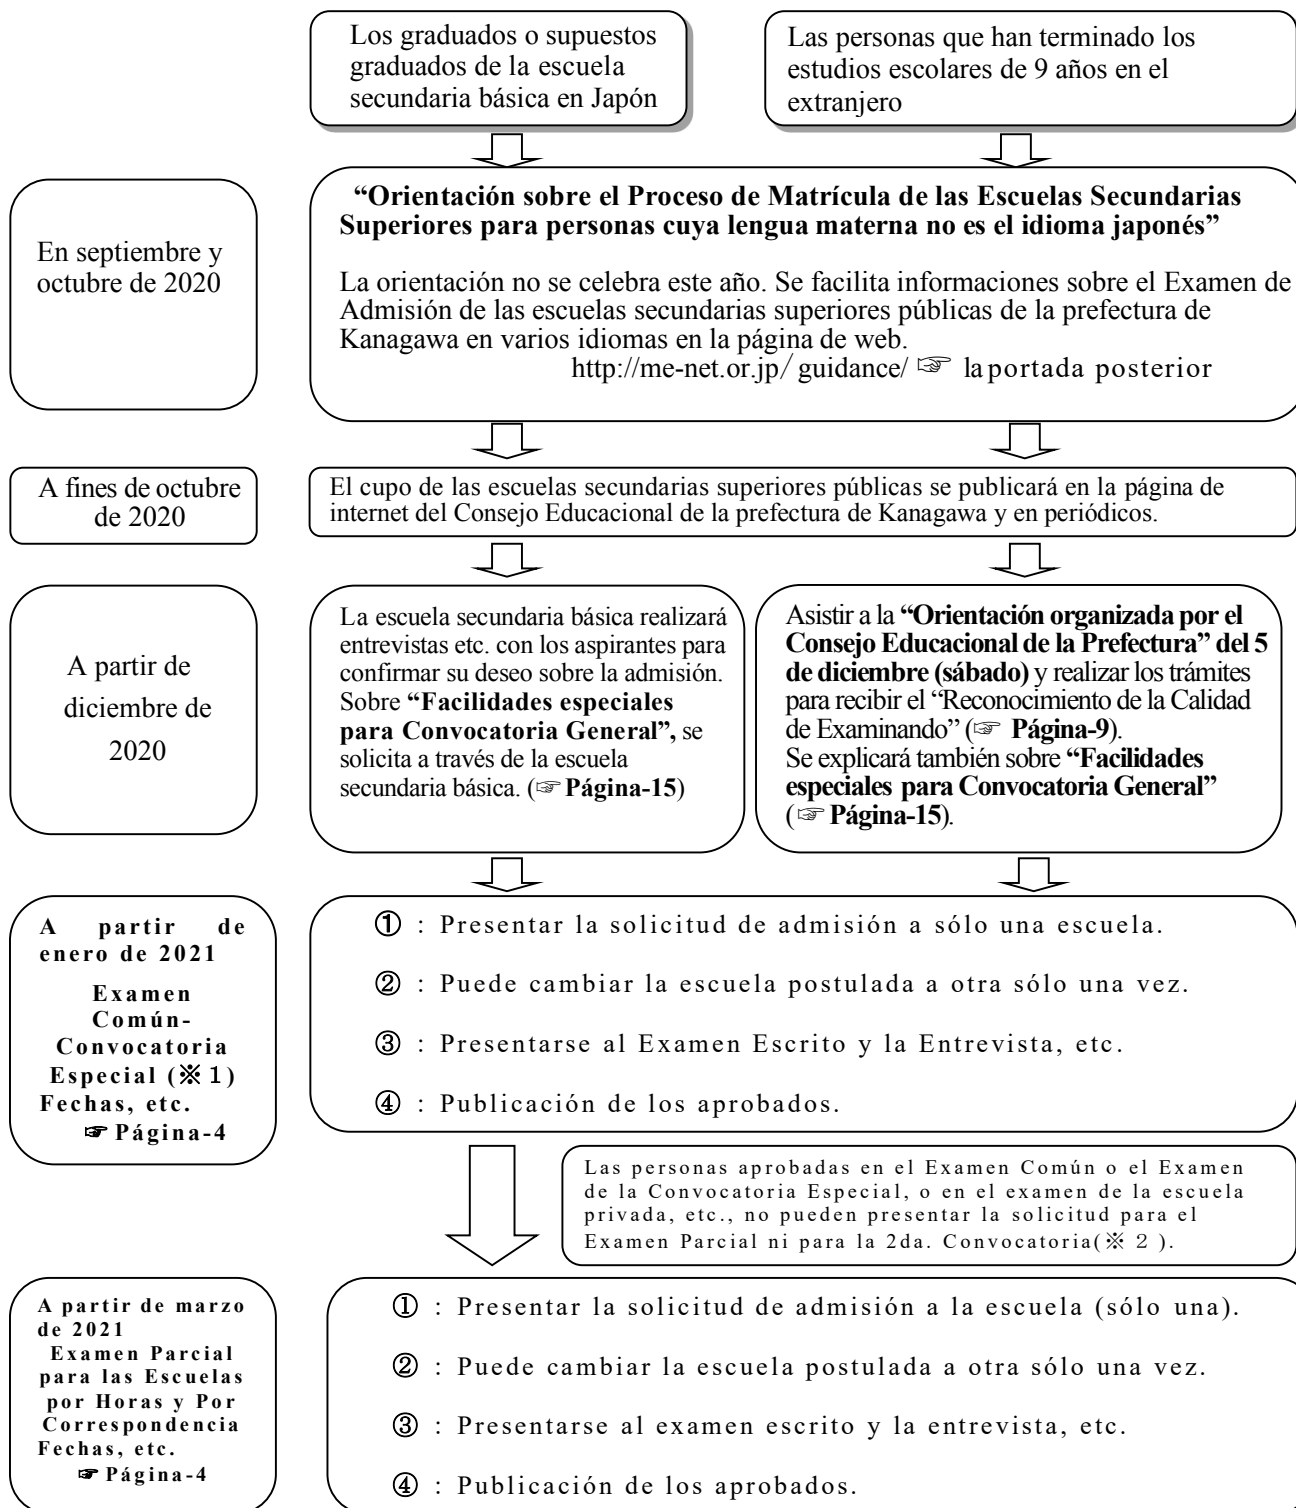 Los graduados o supuestos
graduados de la escuela
secundaria básica en Japón
Las personas que han terminado los
estudios escolares de 9 años en el
extranjero
En septiembre y
octubre de 2020
“Orientación sobre el Proceso de Matrícula de las Escuelas Secundarias
Superiores para personas cuya lengua materna no es el idioma japonés”
La orientación no se celebra este año. Se facilita informaciones sobre el Examen de
Admisión de las escuelas secundarias superiores públicas de la prefectura de
Kanagawa en varios idiomas en la página de web.
http://me-net.or.jp/ guidance/ ☞ la portada posterior
A fines de octubre
de 2020
El cupo de las escuelas secundarias superiores públicas se publicará en la página de
internet del Consejo Educacional de la prefectura de Kanagawa y en periódicos.
A partir de
diciembre de
2020
La escuela secundaria básica realizará
entrevistas etc. con los aspirantes para
confirmar su deseo sobre la admisión.
Sobre “Facilidades especiales
para Convocatoria General”, se
solicita a través de la escuela
secundaria básica. (☞ Página-15)
Asistir a la “Orientación organizada por el
Consejo Educacional de la Prefectura” del 5
de diciembre (sábado) y realizar los trámites
para recibir el “Reconocimiento de la Calidad
de Examinando” (☞ Página-9).
Se explicará también sobre “Facilidades
especiales para Convocatoria General”
(☞ Página-15).
A partir de
enero de 2021
Examen
Común-
Convocatoria
Especial (※１)
Fechas, etc.
☞ Página-4
① : Presentar la solicitud de admisión a sólo una escuela.
② : Puede cambiar la escuela postulada a otra sólo una vez.
③ : Presentarse al Examen Escrito y la Entrevista, etc.
④ : Publicación de los aprobados.
Las personas aprobadas en el Examen Común o el Examen
de la Convocatoria Especial, o en el examen de la escuela
privada, etc., no pueden presentar la solicitud para el
Examen Parcial ni para la 2da. Convocatoria(※ ２).
A partir de marzo
de 2021
Examen Parcial
para las Escuelas
por Horas y Por
Correspondencia
Fechas, etc.
☞ Página-4
① : Presentar la solicitud de admisión a la escuela (sólo una).
② : Puede cambiar la escuela postulada a otra sólo una vez.
③ : Presentarse al examen escrito y la entrevista, etc.
④ : Publicación de los aprobados.